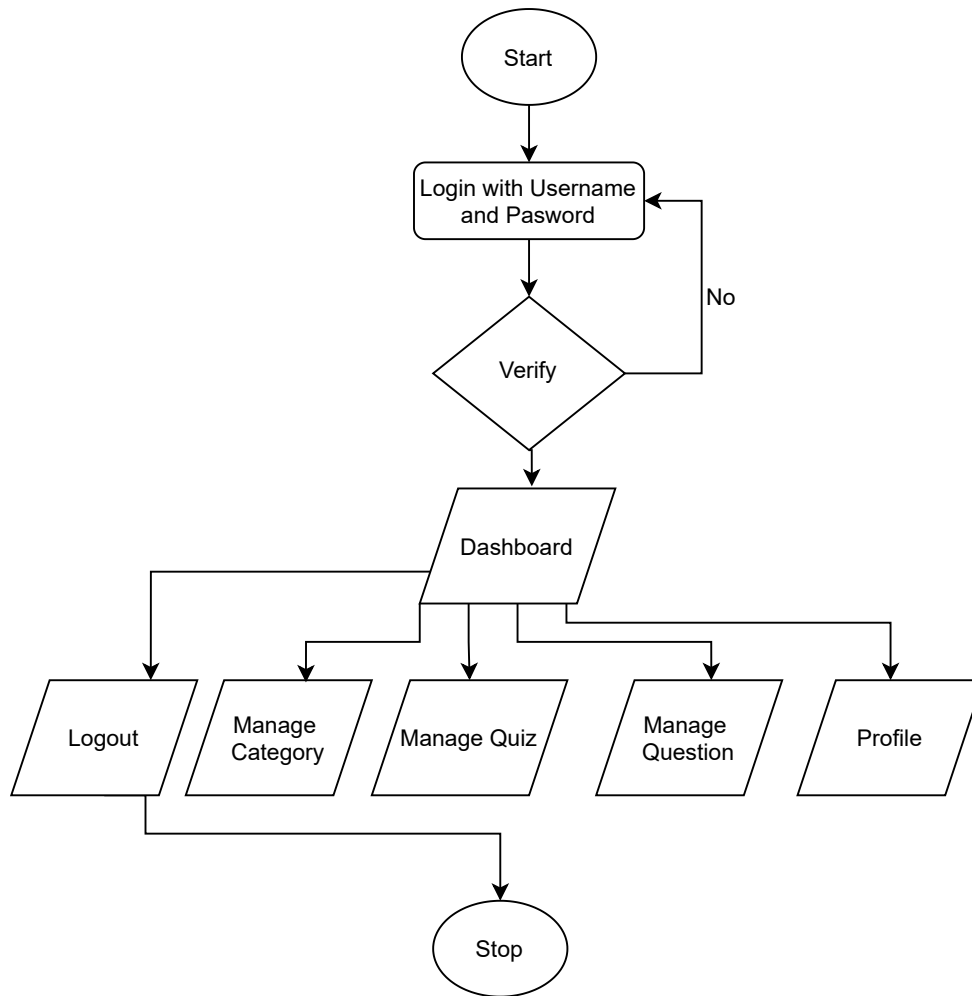 Start
Login with Username
and Pasword
No
Verify
Dashboard
Logout
Manage
Category
Manage Quiz
Manage
Question
Profile
Stop